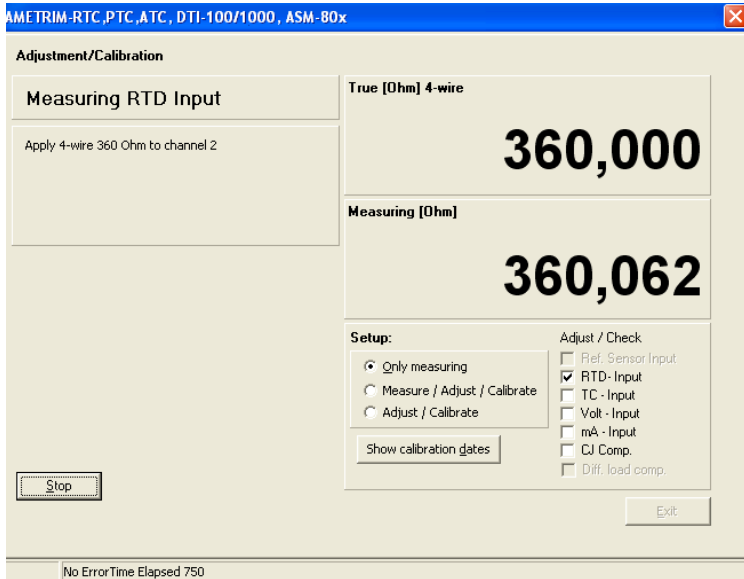 AMETRIM-RTC,PTC,ATC, DTI-100/1000, ASM-80x
Adjustment/Calibration
Measuring RTD Input
Apply 4-wire 360 Ohm to channel 2
True [Ohm] 4-wire
360,000
Measuring [Ohm]
360,062
Setup:
Only measuring
Measure / Adjust / Calibrate
Adjust / Calibrate
Show calibration dates
Adjust / Check
Ref. Sensor Input
RTD- Input
TC - Input
Volt - Input
mA - Input
CJ Comp.
Diff. load comp.
Stop
Exit
No ErrorTime Elapsed 750